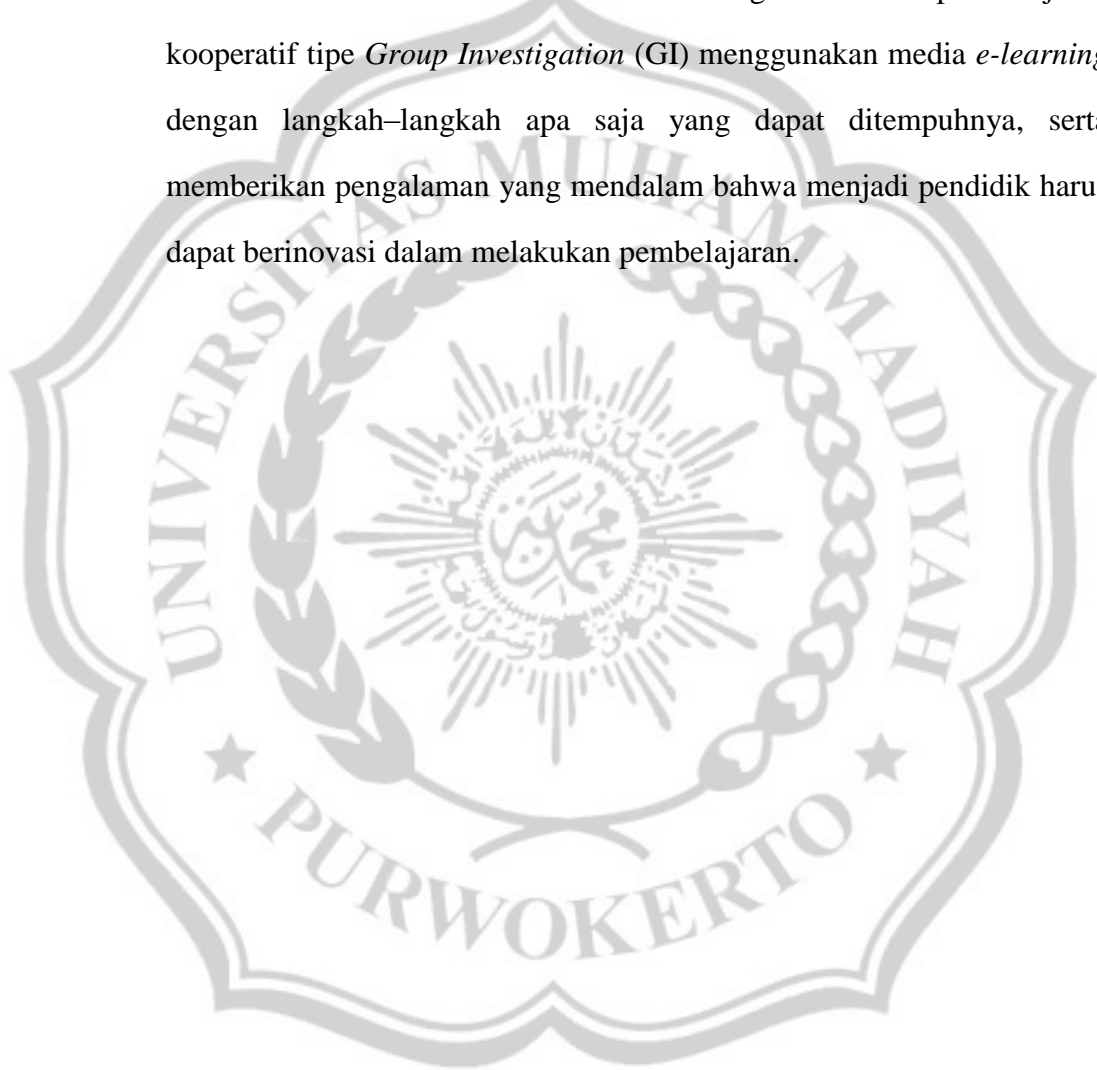 kooperatif tipe Group Investigation (GI) menggunakan media e-learning
dengan langkah–langkah apa saja yang dapat ditempuhnya, serta
memberikan pengalaman yang mendalam bahwa menjadi pendidik
dapat berinovasi dalam melakukan pembelajaran.
UNIVERSITAS MUHAMMADIYAH
PURWOKERTO